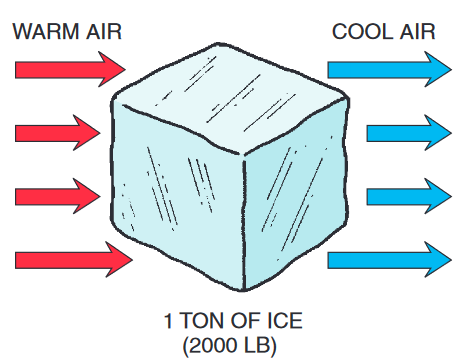 WARM AIR
COOL AIR
1 TON OF ICE
(2000 LB)